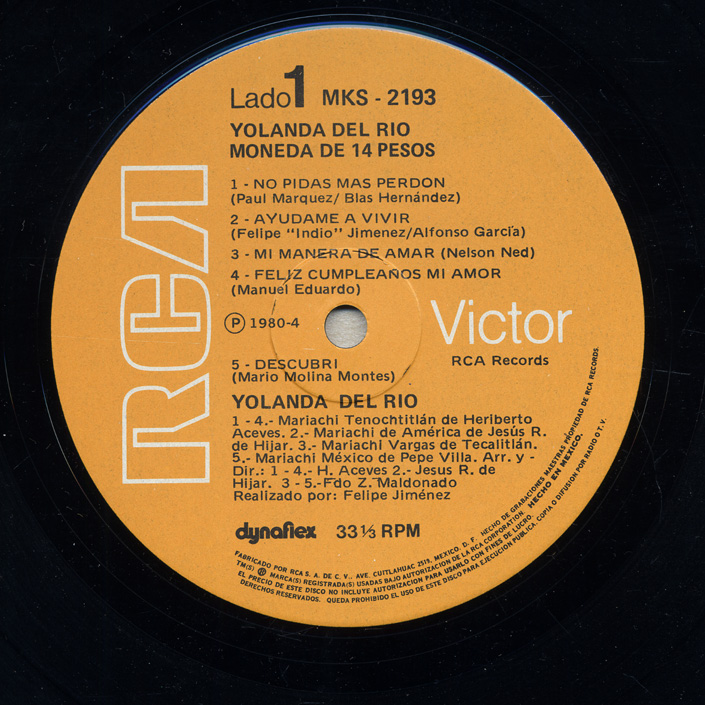 Lado 1 MKS - 2193
YOLANDA DEL RIO
MONEDA DE 14 PESOS
1 - NO PIDAS MAS PERDON
(Paul Marquez/ Blas Hernández)
2 - AYUDAME A VIVIR
(Felipe "Indio" Jimenez/Alfonso García)
3 - MI MANERA DE AMAR (Nelson Ned)
4 - FELIZ CUMPLEAÑOS MI AMOR
(Manuel Eduardo)
Ⓟ 1980-4
RCA
Victor
RCA Records
5 - DESCUBRI
(Mario Molina Montes)
YOLANDA DEL RIO
1 - 4.- Mariachi Tenochtitlán de Heriberto
Aceves. 2.- Mariachi de América de Jesús R.
de Hijar. 3.- Mariachi Vargas de Tecalitlán.
5.- Mariachi México de Pepe Villa. Arr. y -
Dir.: 1 - 4.- H. Aceves 2.- Jesus R. de
Hijar. 3 - 5.-Fdo Z. Maldonado
Realizado por: Felipe Jiménez
dynaflex 33 1/3 RPM
FABRICADO POR RCA S. A. DE C. V., AVE. CUITLAHUAC 2519, MEXICO, D. F. HECHO DE GRABACIONES MAESTRAS PROPIEDAD DE RCA RECORDS.
TM(S) ® MARCA(S) REGISTRADA(S) USADAS BAJO AUTORIZACION DE LA RCA CORPORATION. HECHO EN MEXICO.
EL PRECIO DE ESTE DISCO NO INCLUYE AUTORIZACION PARA USARLO CON FINES DE LUCRO.
DERECHOS RESERVADOS. QUEDA PROHIBIDO EL USO DE ESTE DISCO PARA EJECUCION PUBLICA, COPIA O DIFUSION POR RADIO O T. V.